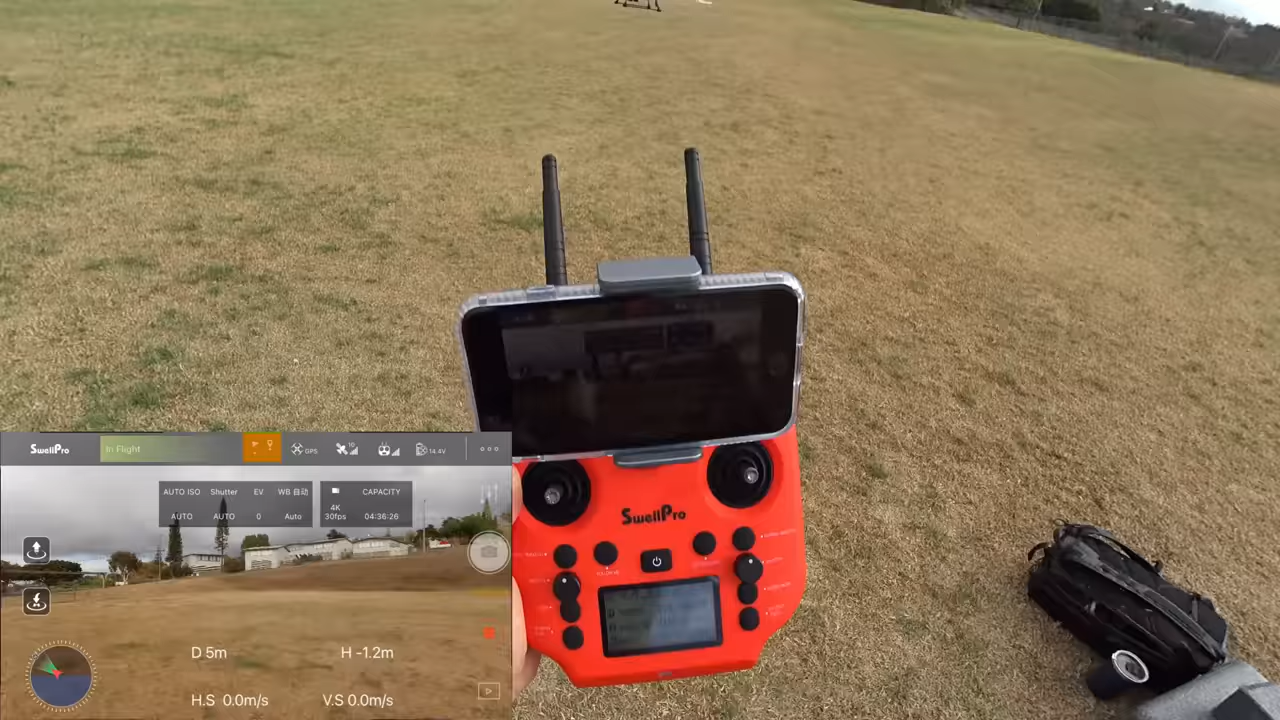 SwellPro
SwellPro In Flight GPS 10 14.4V
AUTO ISO Shutter EV WB 自动 CAPACITY
AUTO AUTO 0 Auto 4K 30fps 04:36:26
D 5m H -1.2m
H.S 0.0m/s V.S 0.0m/s